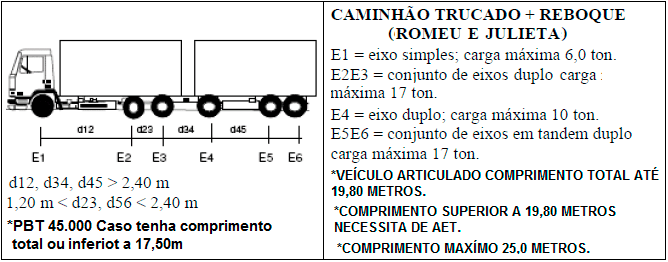 d12
d23
d34
d45
E1
E2
E3
E4
E5
E6
d12, d34, d45 > 2,40 m
1,20 m < d23, d56 < 2,40 m
*PBT 45.000 Caso tenha comprimento
total ou inferiot a 17,50m
CAMINHÃO TRUCADO + REBOQUE
(ROMEU E JULIETA)
E1 = eixo simples; carga máxima 6,0 ton.
E2E3 = conjunto de eixos duplo carga :
máxima 17 ton.
E4 = eixo duplo; carga máxima 10 ton.
E5E6 = conjunto de eixos em tandem duplo
carga máxima 17 ton.
*VEÍCULO ARTICULADO COMPRIMENTO TOTAL ATÉ
19,80 METROS.
*COMPRIMENTO SUPERIOR A 19,80 METROS
NECESSITA DE AET.
*COMPRIMENTO MAXÍMO 25,0 METROS.